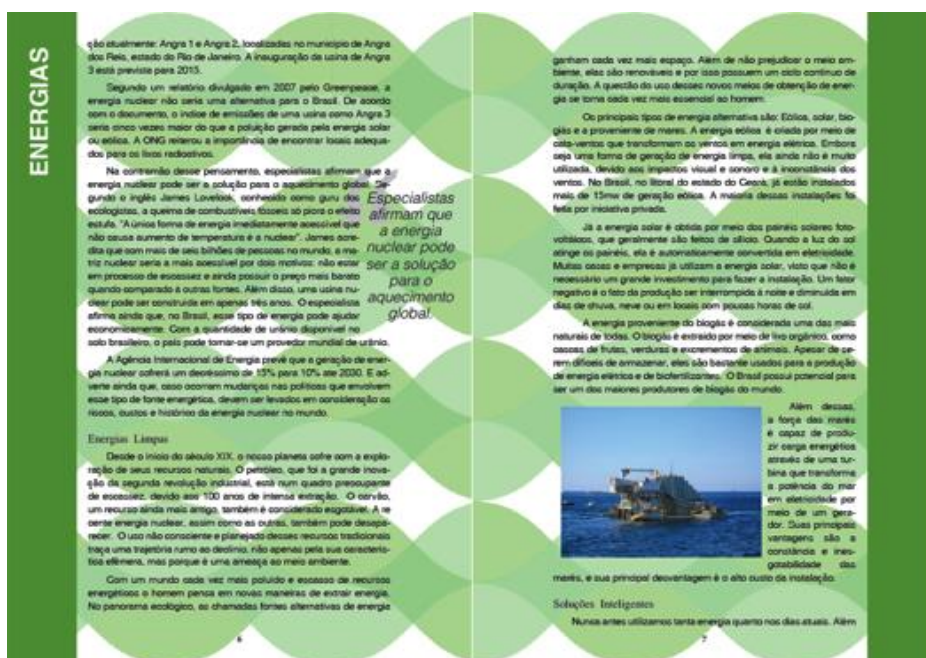 ENERGIAS
ção atualmente: Angra 1 e Angra 2, localizadas no município de Angra
dos Reis, estado do Rio de Janeiro. A inauguração da usina de Angra
3 está prevista para 2015.
Segundo um relatório divulgado em 2007 pelo Greenpeace, a
energia nuclear não seria uma alternativa para o Brasil. De acordo
com o documento, o índice de emissões de uma usina como Angra 3
seria cinco vezes maior do que a poluição gerada pela energia solar
ou eólica. A ONG reiterou a importância de encontrar locais adequa-
dos para os lixos radioativos.
Na contramão desse pensamento, especialistas afirmam que a
energia nuclear pode ser a solução para o aquecimento global. Se-
gundo o inglês James Lovelook, conhecido como guru dos
ecologistas, a queima de combustíveis fósseis só piora o efeito
estufa. "A única forma de energia imediatamente acessível que
não causa aumento de temperatura é a nuclear". James acre-
dita que com mais de seis bilhões de pessoas no mundo, a ma-
triz nuclear seria a mais acessível por dois motivos: não estar
em processo de escassez e ainda possuir o preço mais barato
quando comparado a outras fontes. Além disso, uma usina nu-
clear pode ser construída em apenas três anos. O especialista
afirma ainda que, no Brasil, esse tipo de energia pode ajudar
economicamente. Com a quantidade de urânio disponível no
solo brasileiro, o país pode tornar-se um provedor mundial de urânio.
A Agência Internacional de Energia prevê que a geração de ener-
gia nuclear sofrerá um decréssimo de 15% para 10% até 2030. E ad-
verte ainda que, caso ocorram mudanças nas políticas que envolvem
esse tipo de fonte energética, devem ser levados em consideração os
riscos, custos e histórico da energia nuclear no mundo.
Especialistas
afirmam que
a energia
nuclear pode
ser a solução
para o
aquecimento
global.
Energias Limpas
Desde o início do século XIX, o nosso planeta sofre com a explo-
ração de seus recursos naturais. O petróleo, que foi a grande inova-
ção da segunda revolução industrial, está num quadro preocupante
de escassez, devido aos 100 anos de intensa extração. O carvão,
um recurso ainda mais antigo, também é considerado esgotável. A re
cente energia nuclear, assim como as outras, também pode desapa-
recer. O uso não consciente e planejado desses recursos tradicionais
traça uma trajetória rumo ao declínio, não apenas pela sua caracterís-
tica efêmera, mas porque é uma ameaça ao meio ambiente.
Com um mundo cada vez mais poluído e escasso de recursos
energéticos o homem pensa em novas maneiras de extrair energia.
No panorama ecológico, as chamadas fontes alternativas de energia
6
ganham cada vez mais espaço. Além de não prejudicar o meio am-
biente, elas são renováveis e por isso possuem um ciclo contínuo de
duração. A questão do uso desses novos meios de obtenção de ener-
gia se torna cada vez mais essencial ao homem.
Os principais tipos de energia alternativa são: Eólica, solar, bio-
gás e a proveniente de mares. A energia eólica é criada por meio de
cata-ventos que transformam os ventos em energia elétrica. Embora
seja uma forma de geração de energia limpa, ela ainda não é muito
utilizada, devido aos impactos visual e sonoro e à inconstância dos
ventos. No Brasil, no litoral do estado do Ceará, já estão instalados
mais de 15mw de geração eólica. A maioria dessas instalações foi
feita por iniciativa privada.
Já a energia solar é obtida por meio dos painéis solares foto-
voltáicos, que geralmente são feitos de silício. Quando a luz do sol
atinge os painéis, ela é automaticamente convertida em eletricidade.
Muitas casas e empresas já utilizam a energia solar, visto que não é
necessário um grande investimento para fazer a instalação. Um fator
negativo é o fato da produção ser interrompida à noite e diminuída em
dias de chuva, neve ou em locais com poucas horas de sol.
A energia proveniente do biogás é considerada uma das mais
naturais de todas. O biogás é extraído por meio de lixo orgânico, como
cascas de frutas, verduras e excrementos de animais. Apesar de se-
rem difíceis de armazenar, eles são bastante usados para a produção
de energia elétrica e de biofertilizantes. O Brasil possui potencial para
ser um dos maiores produtores de biogás do mundo.
Além dessas,
a força das marés
é capaz de produ-
zir carga energética
através de uma tur-
bina que transforma
a potência do mar
em eletricidade por
meio de um gera-
dor. Suas principais
vantagens são a
constância e ines-
gotabilidade das
marés, e sua principal desvantagem é o alto custo da instalação.
Soluções Inteligentes
Nunca antes utilizamos tanta energia quanto nos dias atuais. Além
7